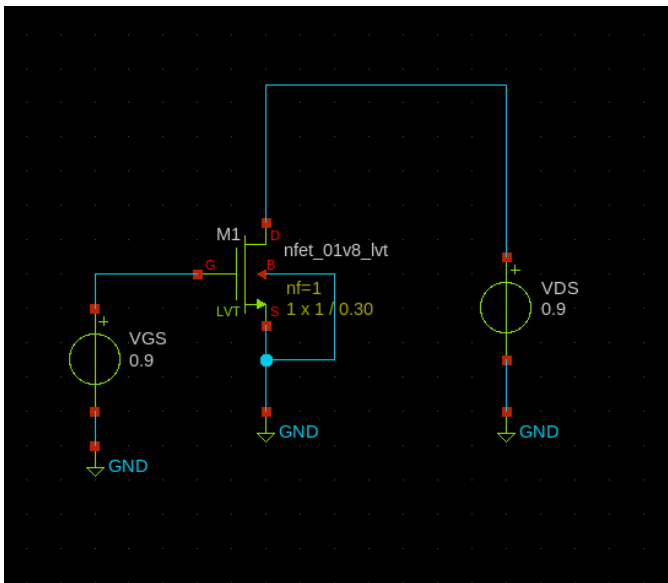 M1
D
nfet_01v8_lvt
G
B
nf=1
LVT
S
1 x 1 / 0.30
+
VDS
0.9
+
VGS
0.9
GND
GND
GND